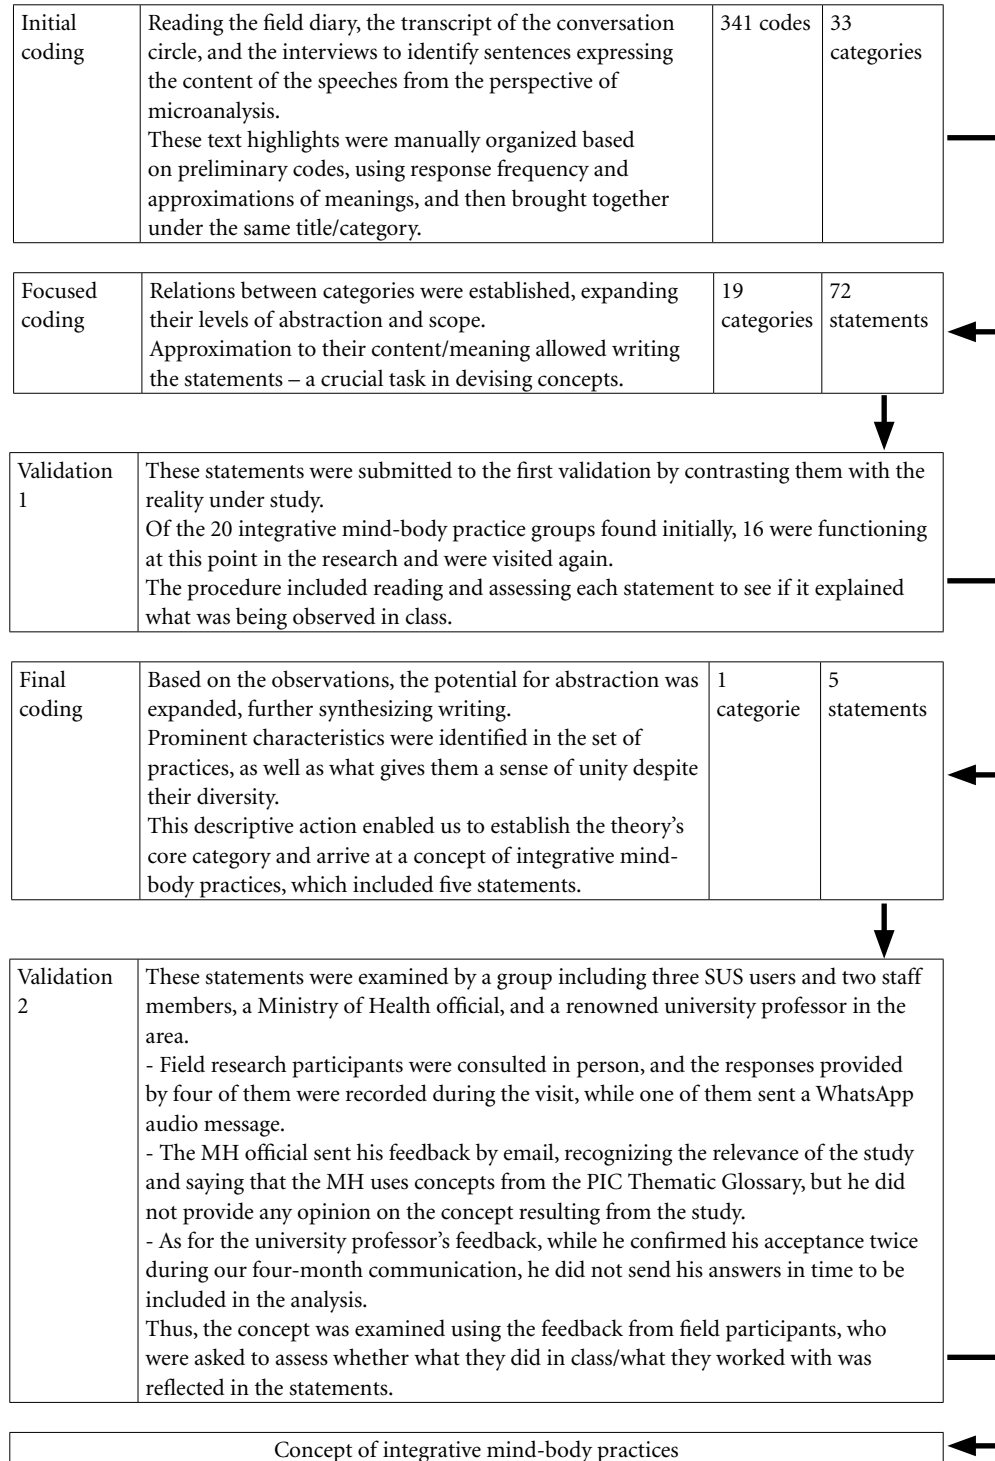 Initial coding
Reading the field diary, the transcript of the conversation
circle, and the interviews to identify sentences expressing
the content of the speeches from the perspective of
microanalysis.
These text highlights were manually organized based
on preliminary codes, using response frequency and
approximations of meanings, and then brought together
under the same title/category.
341 codes
33
categories
Focused
coding
Relations between categories were established, expanding
their levels of abstraction and scope.
Approximation to their content/meaning allowed writing
the statements – a crucial task in devising concepts.
19
categories
72
statements
Validation
1
These statements were submitted to the first validation by contrasting them with the
reality under study.
Of the 20 integrative mind-body practice groups found initially, 16 were functioning
at this point in the research and were visited again.
The procedure included reading and assessing each statement to see if it explained
what was being observed in class.
Final
coding
Based on the observations, the potential for abstraction was
expanded, further synthesizing writing.
Prominent characteristics were identified in the set of
practices, as well as what gives them a sense of unity despite
their diversity.
This descriptive action enabled us to establish the theory's
core category and arrive at a concept of integrative mind-
body practices, which included five statements.
1
categorie
5
statements
Validation
2
These statements were examined by a group including three SUS users and two staff
members, a Ministry of Health official, and a renowned university professor in the
area.
- Field research participants were consulted in person, and the responses provided
by four of them were recorded during the visit, while one of them sent a WhatsApp
audio message.
- The MH official sent his feedback by email, recognizing the relevance of the study
and saying that the MH uses concepts from the PIC Thematic Glossary, but he did
not provide any opinion on the concept resulting from the study.
- As for the university professor's feedback, while he confirmed his acceptance twice
during our four-month communication, he did not send his answers in time to be
included in the analysis.
Thus, the concept was examined using the feedback from field participants, who
were asked to assess whether what they did in class/what they worked with was
reflected in the statements.
Concept of integrative mind-body practices